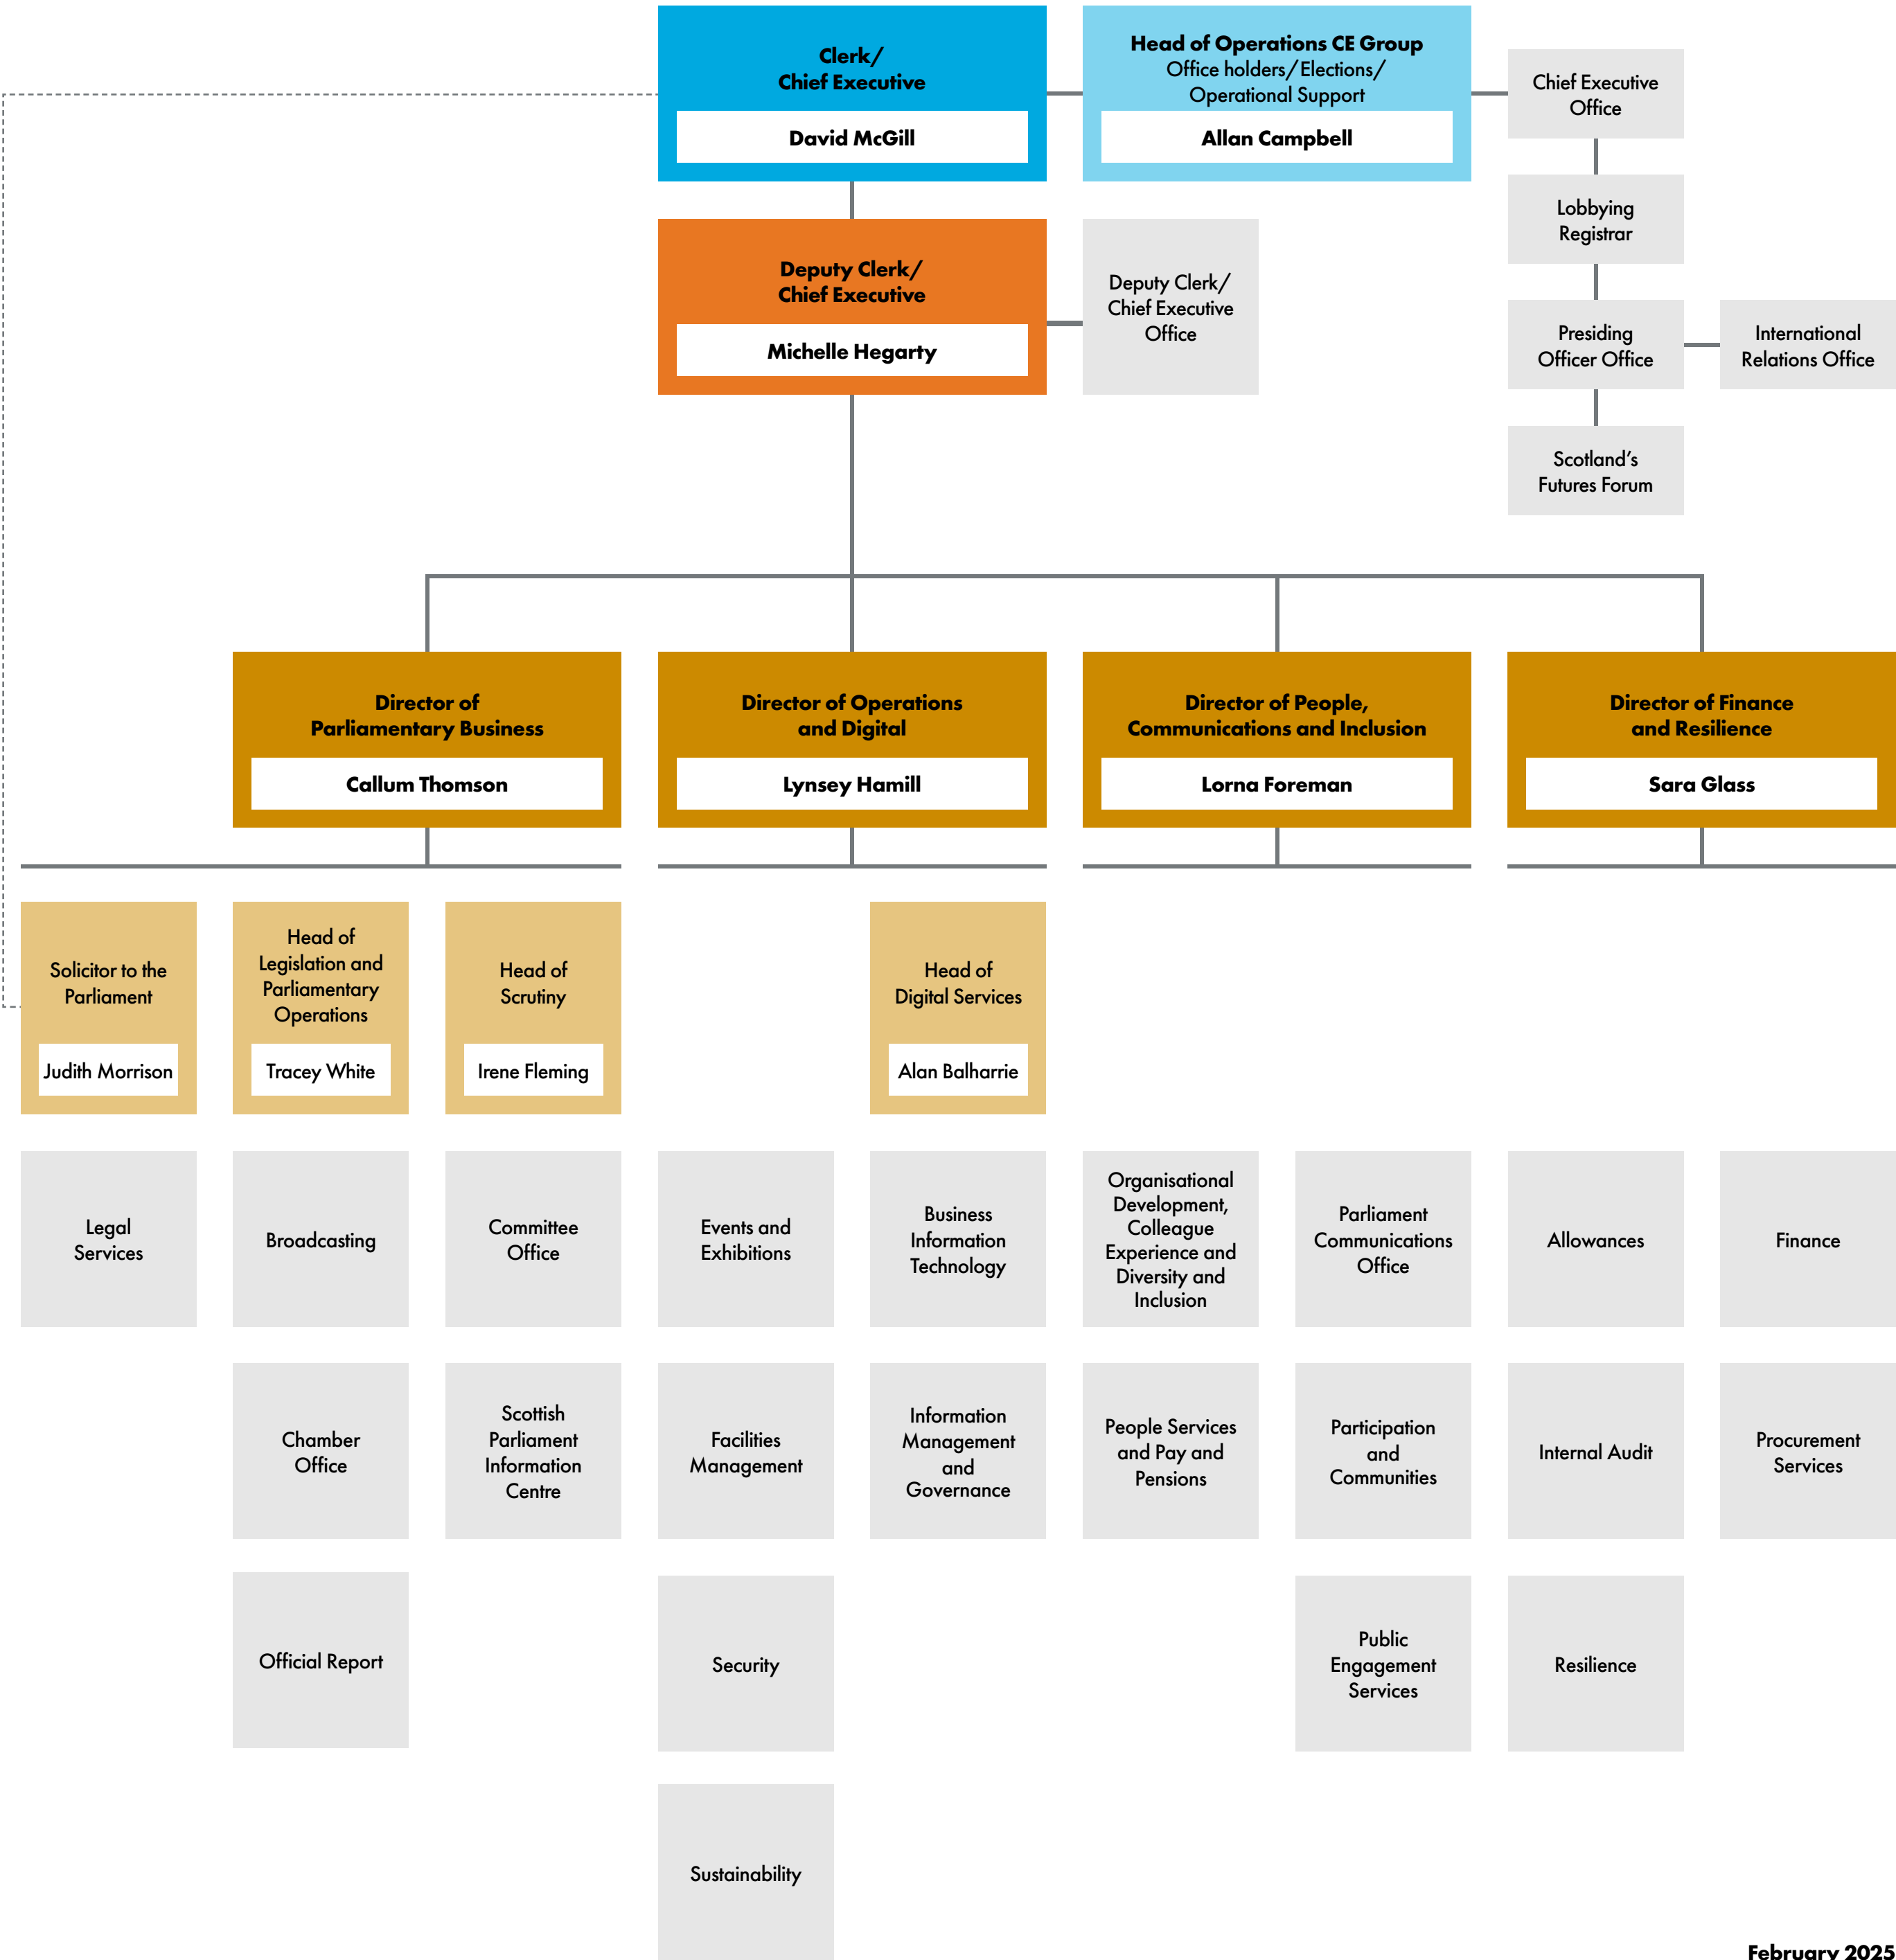 Clerk/
Chief Executive
David McGill
Head of Operations CE Group
Office holders/Elections/
Operational Support
Allan Campbell
Chief Executive
Office
Lobbying
Registrar
Presiding
Officer Office
International
Relations Office
Scotland's
Futures Forum
Deputy Clerk/
Chief Executive
Michelle Hegarty
Deputy Clerk/
Chief Executive
Office
Director of
Parliamentary Business
Callum Thomson
Director of Operations
and Digital
Lynsey Hamill
Director of People,
Communications and Inclusion
Lorna Foreman
Director of Finance
and Resilience
Sara Glass
Solicitor to the
Parliament
Judith Morrison
Head of
Legislation and
Parliamentary
Operations
Tracey White
Head of
Scrutiny
Irene Fleming
Head of
Digital Services
Alan Balharrie
Legal
Services
Broadcasting
Committee
Office
Events and
Exhibitions
Business
Information
Technology
Organisational
Development,
Colleague
Experience and
Diversity and
Inclusion
Parliament
Communications
Office
Allowances
Finance
Chamber
Office
Scottish
Parliament
Information
Centre
Facilities
Management
Information
Management
and
Governance
People Services
and Pay and
Pensions
Participation
and
Communities
Internal Audit
Procurement
Services
Official Report
Security
Public
Engagement
Services
Resilience
Sustainability
February 2025